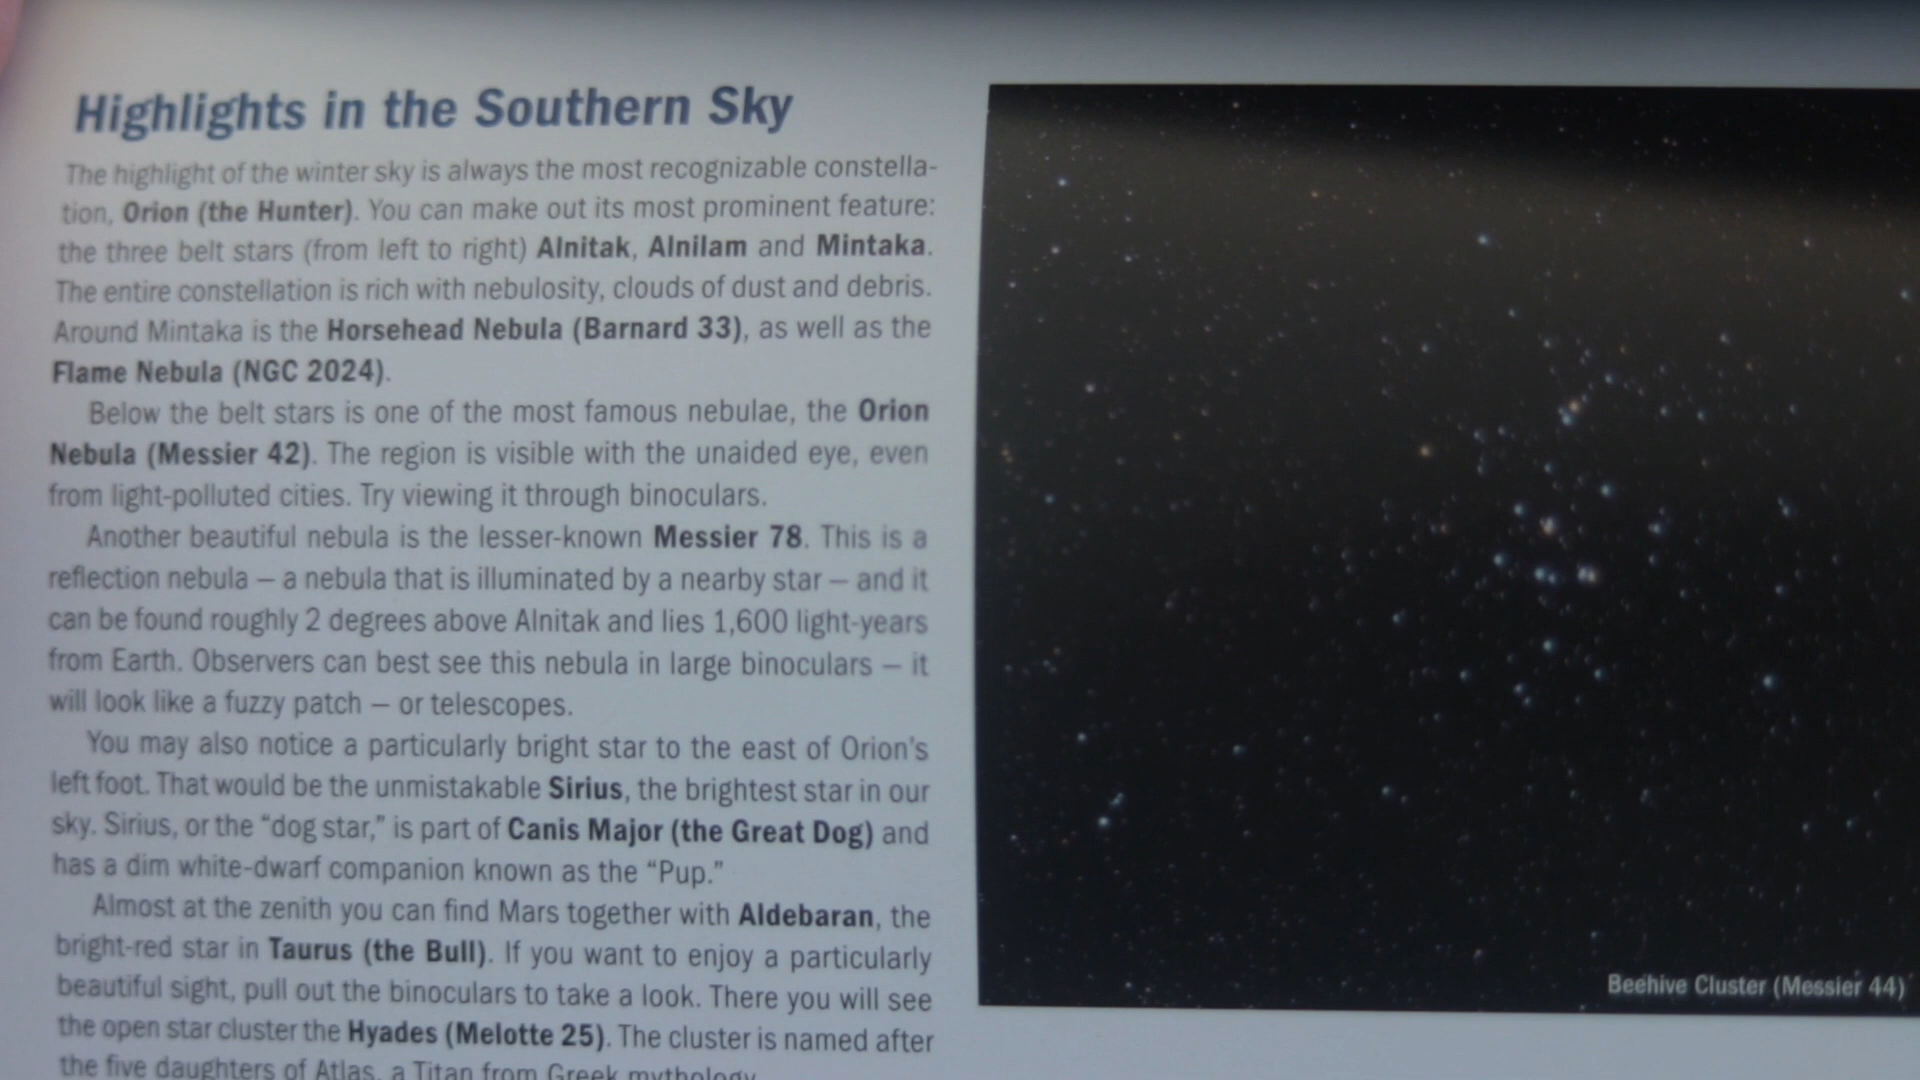 Highlights in the Southern Sky
The highlight of the winter sky is always the most recognizable constella-
tion, Orion (the Hunter). You can make out its most prominent feature:
the three belt stars (from left to right) Alnitak, Alnilam and Mintaka.
The entire constellation is rich with nebulosity, clouds of dust and debris.
Around Mintaka is the Horsehead Nebula (Barnard 33), as well as the
Flame Nebula (NGC 2024).
Below the belt stars is one of the most famous nebulae, the Orion
Nebula (Messier 42). The region is visible with the unaided eye, even
from light-polluted cities. Try viewing it through binoculars.
Another beautiful nebula is the lesser-known Messier 78. This is a
reflection nebula – a nebula that is illuminated by a nearby star – and it
can be found roughly 2 degrees above Alnitak and lies 1,600 light-years
from Earth. Observers can best see this nebula in large binoculars – it
will look like a fuzzy patch – or telescopes.
You may also notice a particularly bright star to the east of Orion's
left foot. That would be the unmistakable Sirius, the brightest star in our
sky. Sirius, or the “dog star,” is part of Canis Major (the Great Dog) and
has a dim white-dwarf companion known as the “Pup.”
Almost at the zenith you can find Mars together with Aldebaran, the
bright-red star in Taurus (the Bull). If you want to enjoy a particularly
beautiful sight, pull out the binoculars to take a look. There you will see
the open star cluster the Hyades (Melotte 25). The cluster is named after
the five daughters of Atlas, a Titan from Greek mythology.
Beehive Cluster (Messier 44)